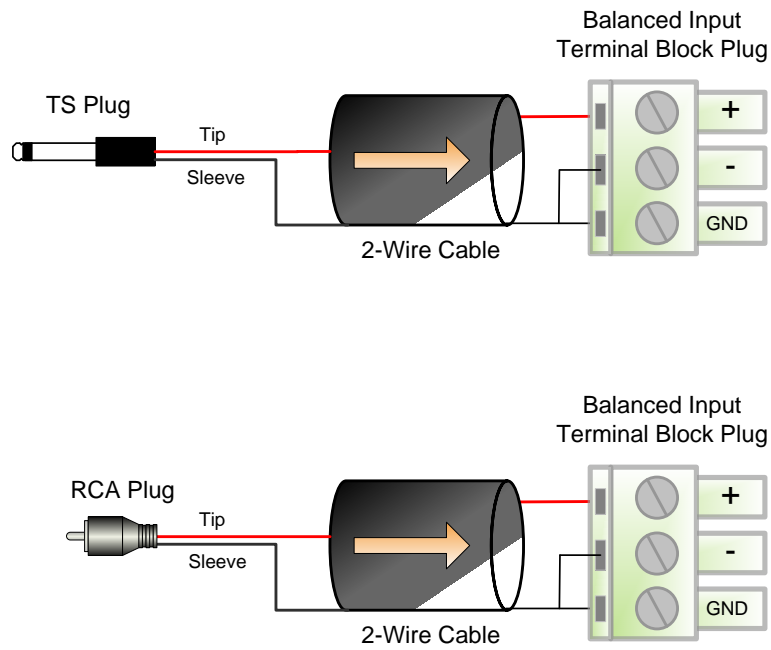 Balanced Input
Terminal Block Plug
TS Plug
Tip
Sleeve
+
-
GND
2-Wire Cable
Balanced Input
Terminal Block Plug
RCA Plug
Tip
Sleeve
+
-
GND
2-Wire Cable